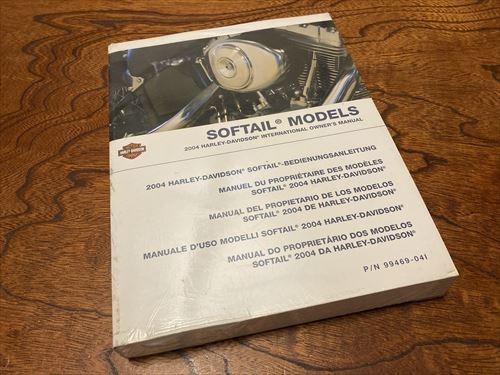 SOFTAIL® MODELS
2004 HARLEY-DAVIDSON® INTERNATIONAL OWNER'S MANUAL
2004 HARLEY-DAVIDSON® SOFTAIL®-BEDIENUNGSANLEITUNG
MANUEL DU PROPRIÉTAIRE DES MODÈLES
SOFTAIL® 2004 HARLEY-DAVIDSON®
MANUAL DEL PROPIETARIO DE LOS MODELOS
SOFTAIL® 2004 DE HARLEY-DAVIDSON®
MANUALE D'USO MODELLI SOFTAIL® 2004 HARLEY-DAVIDSON®
MANUAL DO PROPRIETÁRIO DOS MODELOS
SOFTAIL® 2004 DA HARLEY-DAVIDSON®
P/N 99469-04I